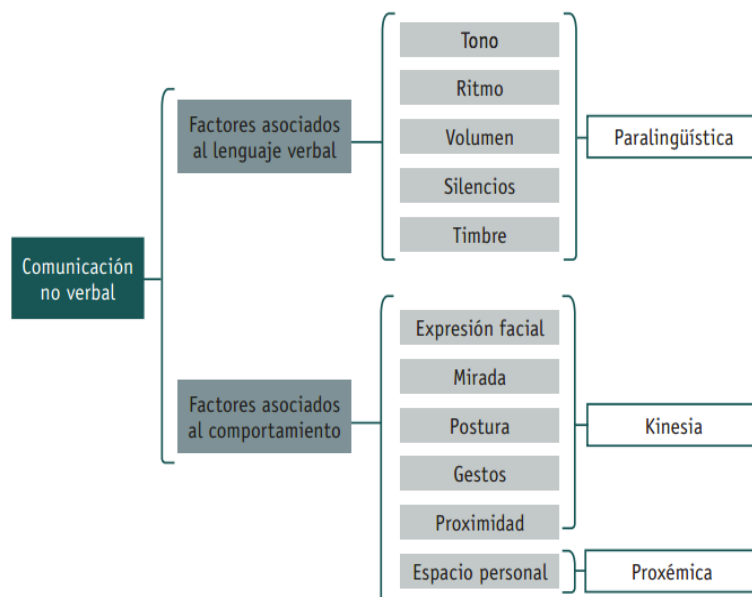 Comunicación
no verbal
Factores asociados
al lenguaje verbal
Tono
Ritmo
Volumen
Silencios
Timbre
Paralingüística
Factores asociados
al comportamiento
Expresión facial
Mirada
Postura
Gestos
Proximidad
Kinesia
Espacio personal
Proxémica